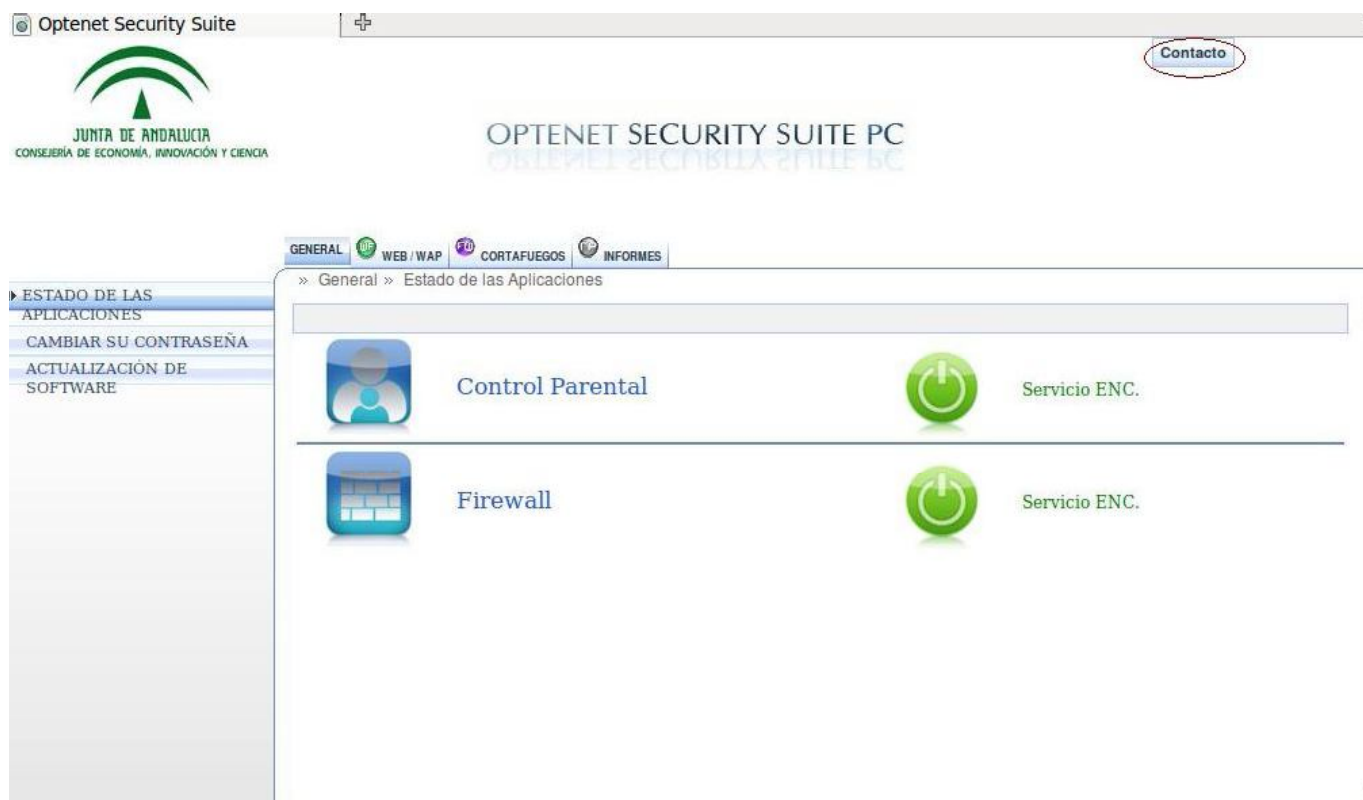 Optenet Security Suite
Contacto
JUNTA DE ANDALUCIA
CONSEJERÍA DE ECONOMÍA, INNOVACIÓN Y CIENCIA
OPTENET SECURITY SUITE PC
GENERAL WEB / WAP CORTAFUEGOS INFORMES
» General » Estado de las Aplicaciones
ESTADO DE LAS
APLICACIONES
CAMBIAR SU CONTRASEÑA
ACTUALIZACIÓN DE
SOFTWARE
Control Parental
Servicio ENC.
Firewall
Servicio ENC.